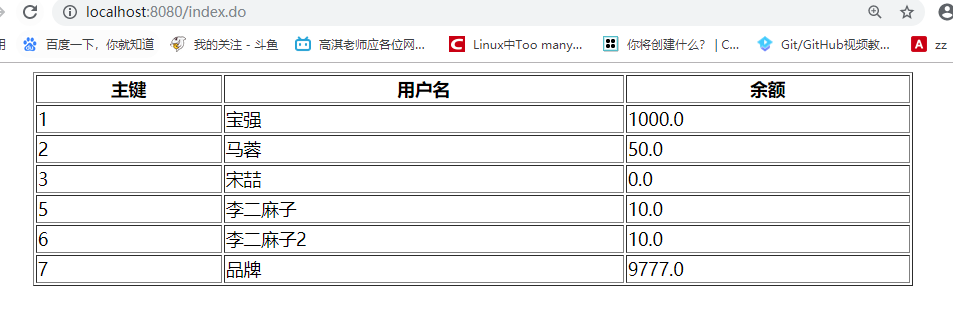 localhost:8080/index.do
百度一下，你就知道 我的关注 - 斗鱼 高淇老师应各位网... Linux中Too many... 你将创建什么？ | C... Git/GitHub视频教... zz
主键 用户名 余额
1 宝强 1000.0
2 马蓉 50.0
3 宋喆 0.0
5 李二麻子 10.0
6 李二麻子2 10.0
7 品牌 9777.0